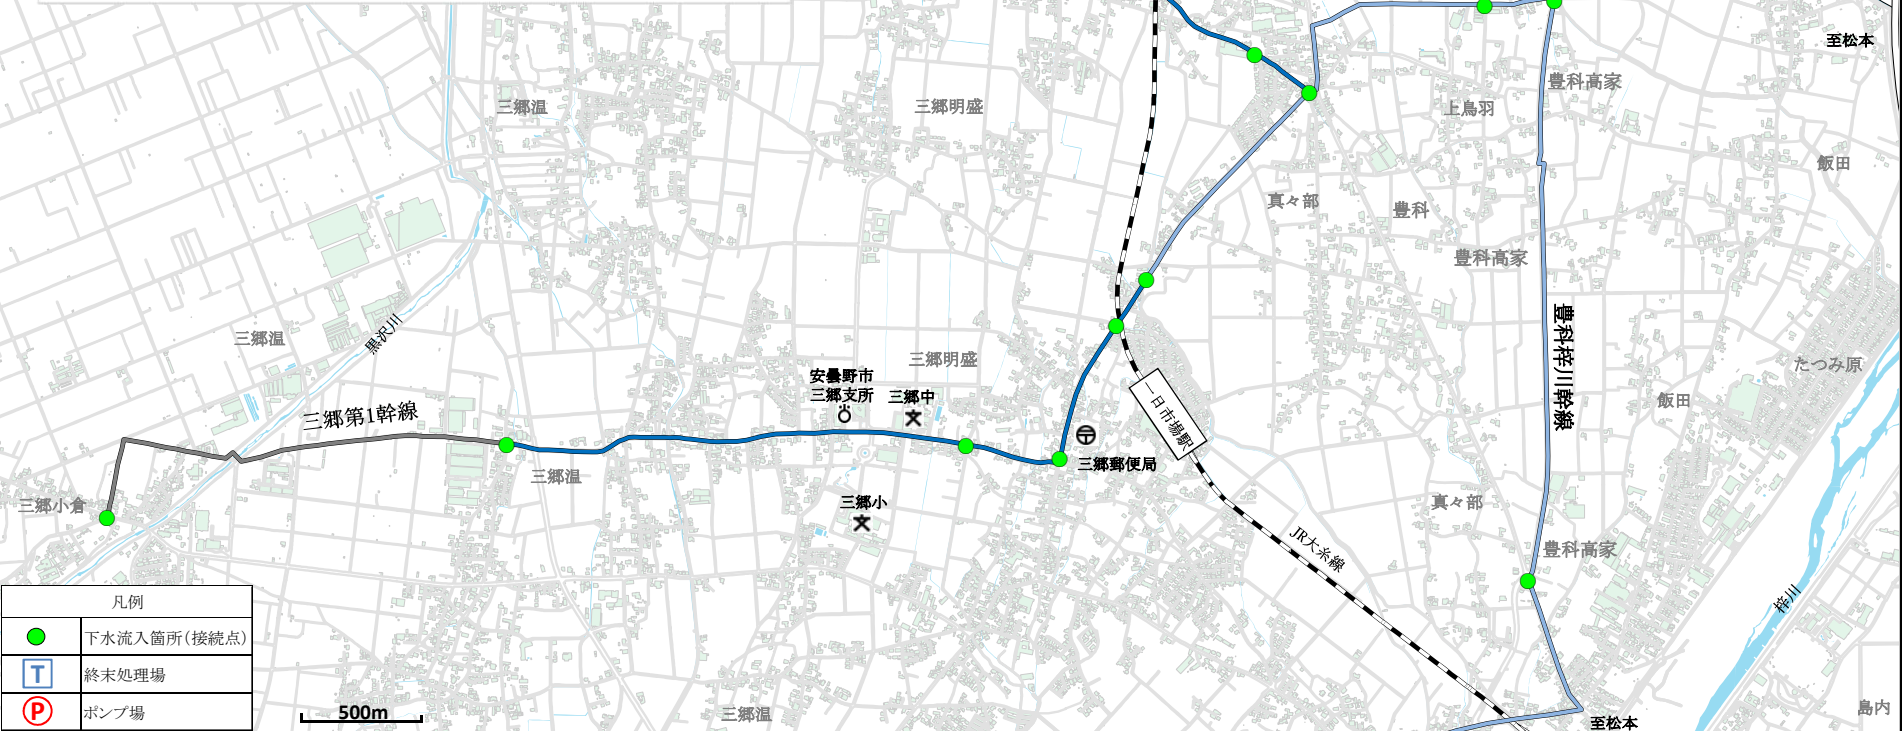 至松本
豊科高家
三郷温
三郷明盛
上鳥羽
飯田
真々部
豊科
豊科高家
黒沢川
三郷温
豊科梓川幹線
三郷明盛
たつみ原
安曇野市
三郷支所
三郷中
一日市場駅
飯田
三郷第1幹線
三郷郵便局
三郷温
三郷小倉
三郷小
真々部
JR大糸線
豊科高家
梓川
凡例
下水流入箇所(接続点)
T 終末処理場
P ポンプ場
500m
三郷温
島内
至松本